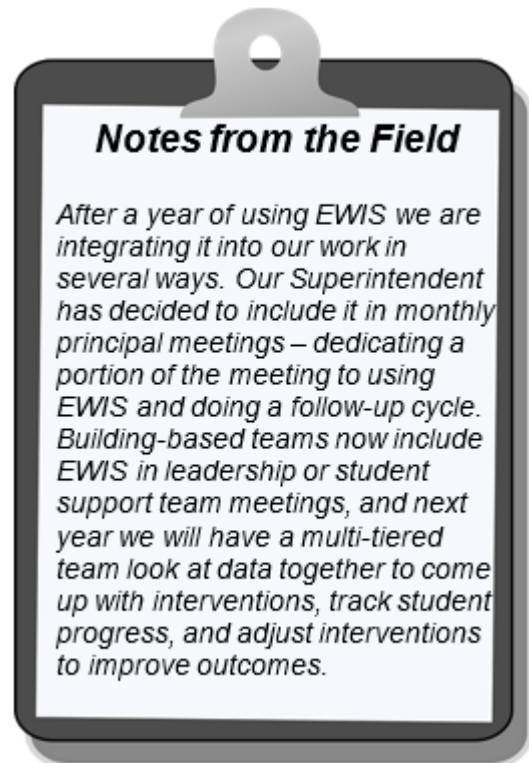 Notes from the Field
After a year of using EWIS we are
integrating it into our work in
several ways. Our Superintendent
has decided to include it in monthly
principal meetings – dedicating a
portion of the meeting to using
EWIS and doing a follow-up cycle.
Building-based teams now include
EWIS in leadership or student
support team meetings, and next
year we will have a multi-tiered
team look at data together to come
up with interventions, track student
progress, and adjust interventions
to improve outcomes.